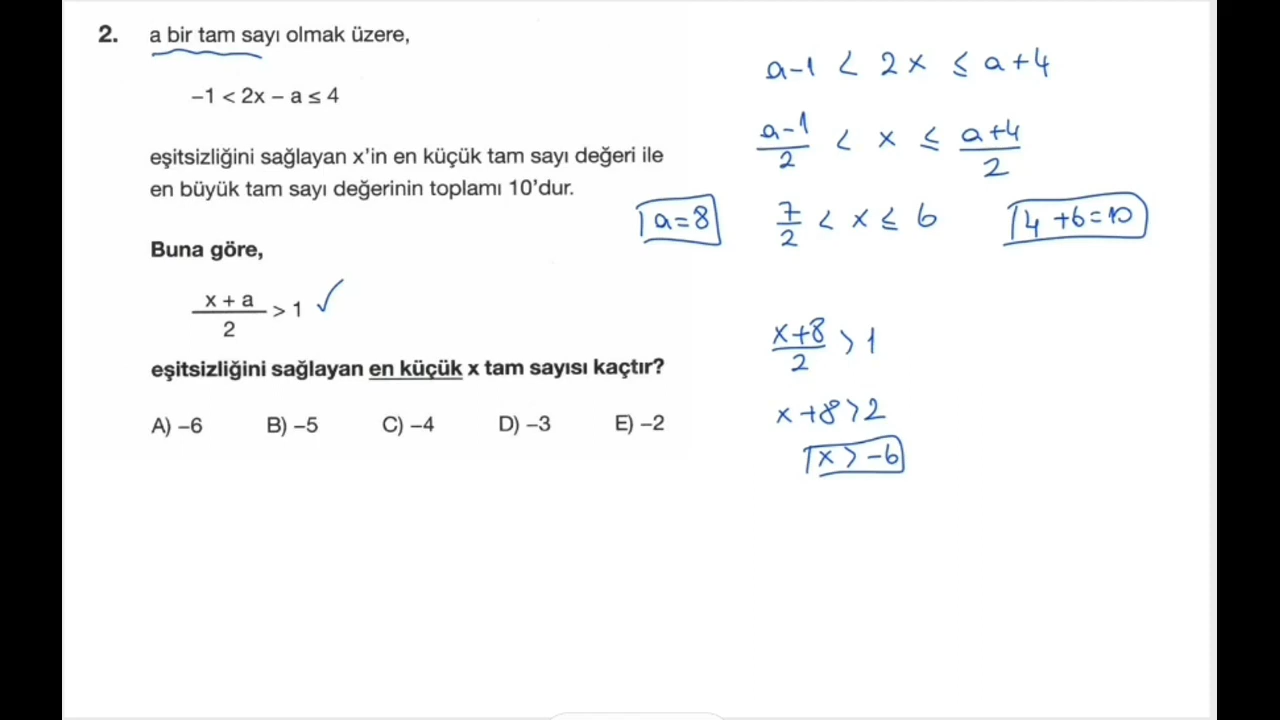 2. a bir tam sayı olmak üzere,
−1 < 2x − a ≤ 4
eşitsizliğini sağlayan x'in en küçük tam sayı değeri ile
en büyük tam sayı değerinin toplamı 10'dur.
Buna göre,
x + a
2
> 1 ✓
eşitsizliğini sağlayan en küçük x tam sayısı kaçtır?
A) −6 B) −5 C) −4 D) −3 E) −2
a-1 < 2x ≤ a+4
a-1/2 < x ≤ a+4/2
a=8 7/2 < x ≤ 6 4+6=10
x+8/2 > 1
x+8>2
x > -6